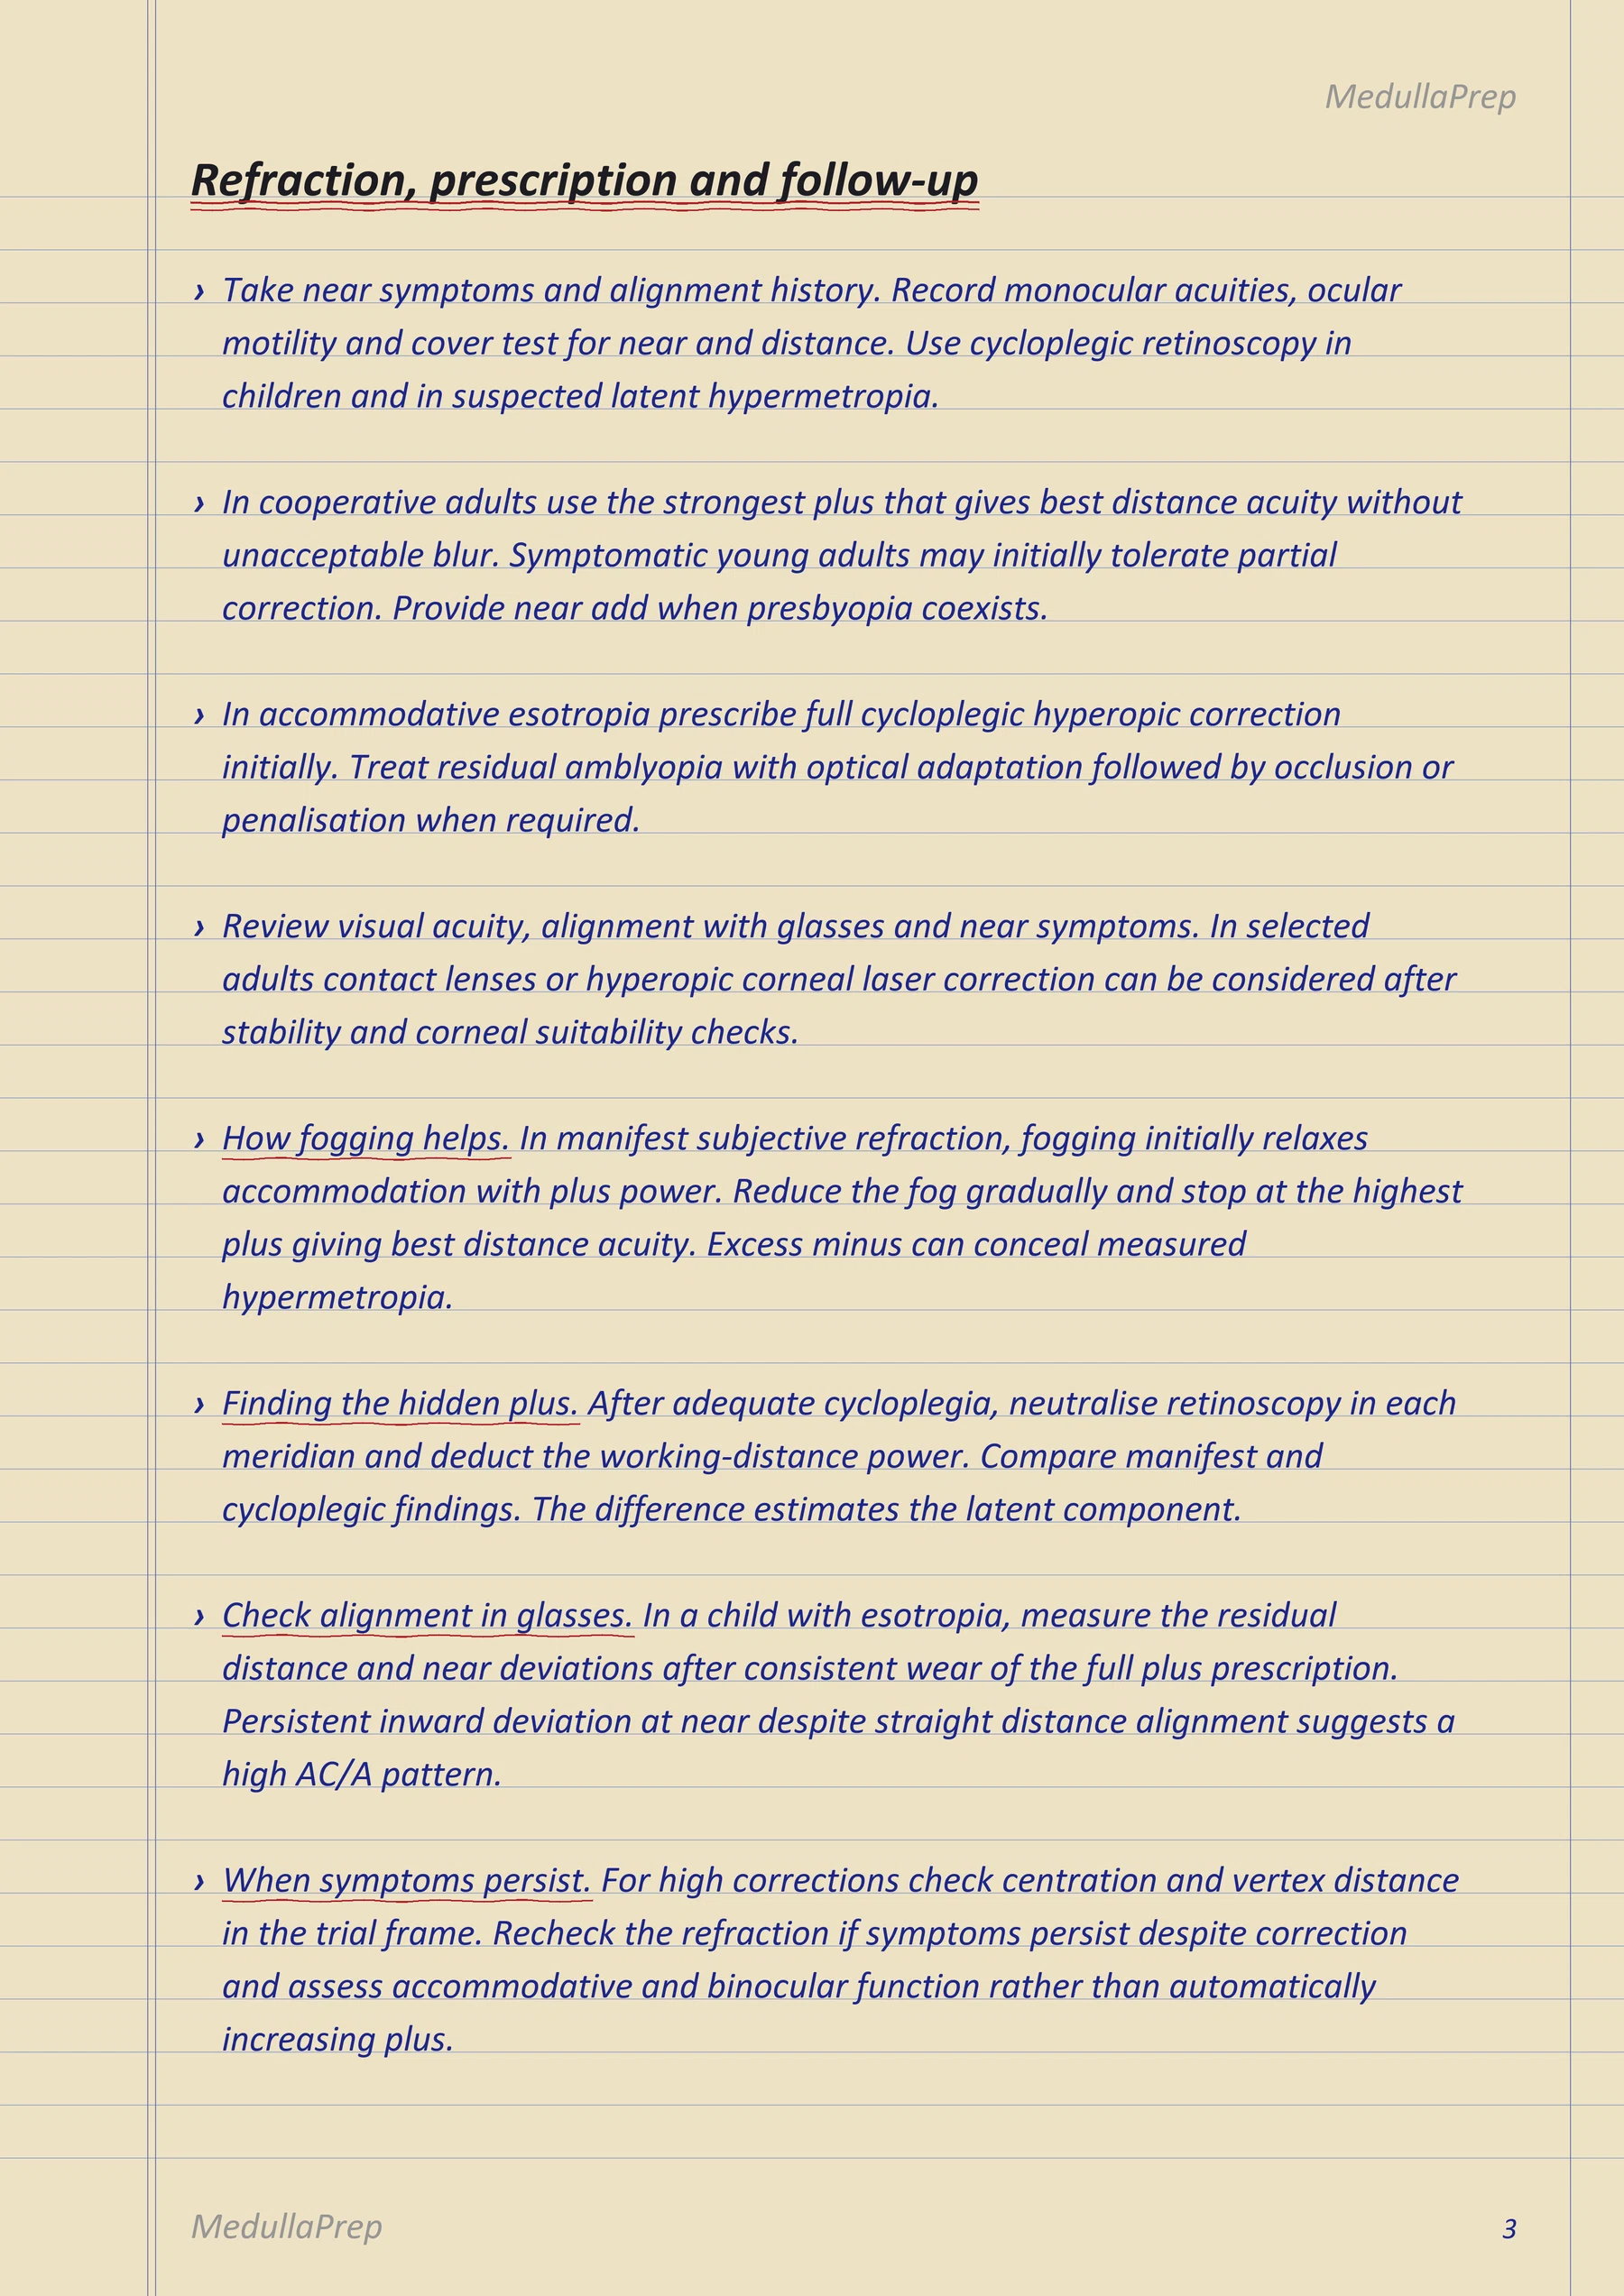 MedullaPrep
Refraction, prescription and follow-up
› Take near symptoms and alignment history. Record monocular acuities, ocular
motility and cover test for near and distance. Use cycloplegic retinoscopy in
children and in suspected latent hypermetropia.
› In cooperative adults use the strongest plus that gives best distance acuity without
unacceptable blur. Symptomatic young adults may initially tolerate partial
correction. Provide near add when presbyopia coexists.
› In accommodative esotropia prescribe full cycloplegic hyperopic correction
initially. Treat residual amblyopia with optical adaptation followed by occlusion or
penalisation when required.
› Review visual acuity, alignment with glasses and near symptoms. In selected
adults contact lenses or hyperopic corneal laser correction can be considered after
stability and corneal suitability checks.
› How fogging helps. In manifest subjective refraction, fogging initially relaxes
accommodation with plus power. Reduce the fog gradually and stop at the highest
plus giving best distance acuity. Excess minus can conceal measured
hypermetropia.
› Finding the hidden plus. After adequate cycloplegia, neutralise retinoscopy in each
meridian and deduct the working-distance power. Compare manifest and
cycloplegic findings. The difference estimates the latent component.
› Check alignment in glasses. In a child with esotropia, measure the residual
distance and near deviations after consistent wear of the full plus prescription.
Persistent inward deviation at near despite straight distance alignment suggests a
high AC/A pattern.
› When symptoms persist. For high corrections check centration and vertex distance
in the trial frame. Recheck the refraction if symptoms persist despite correction
and assess accommodative and binocular function rather than automatically
increasing plus.
MedullaPrep
3